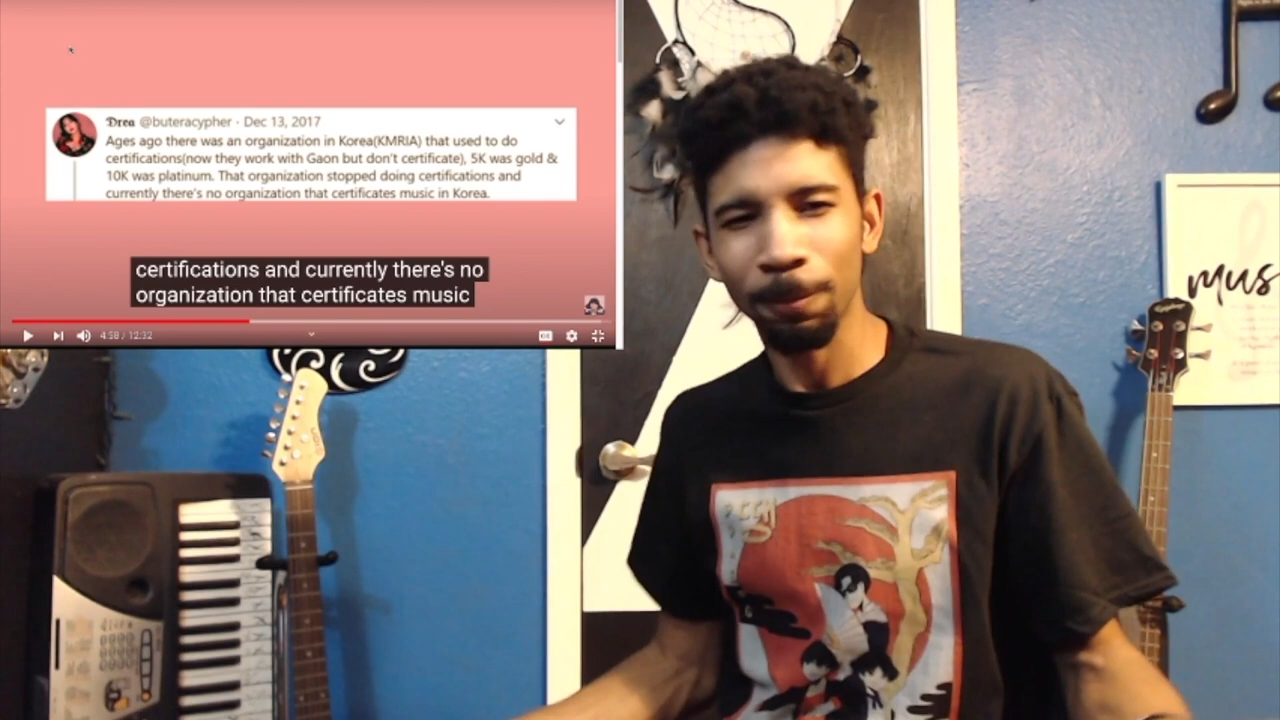 Drea @buteracypher · Dec 13, 2017
Ages ago there was an organization in Korea(KMRIA) that used to do
certifications(now they work with Gaon but don't certificate), 5K was gold &
10K was platinum. That organization stopped doing certifications and
currently there's no organization that certificates music in Korea.
certifications and currently there's no
organization that certificates music
4:58 / 12:32
CC
mus